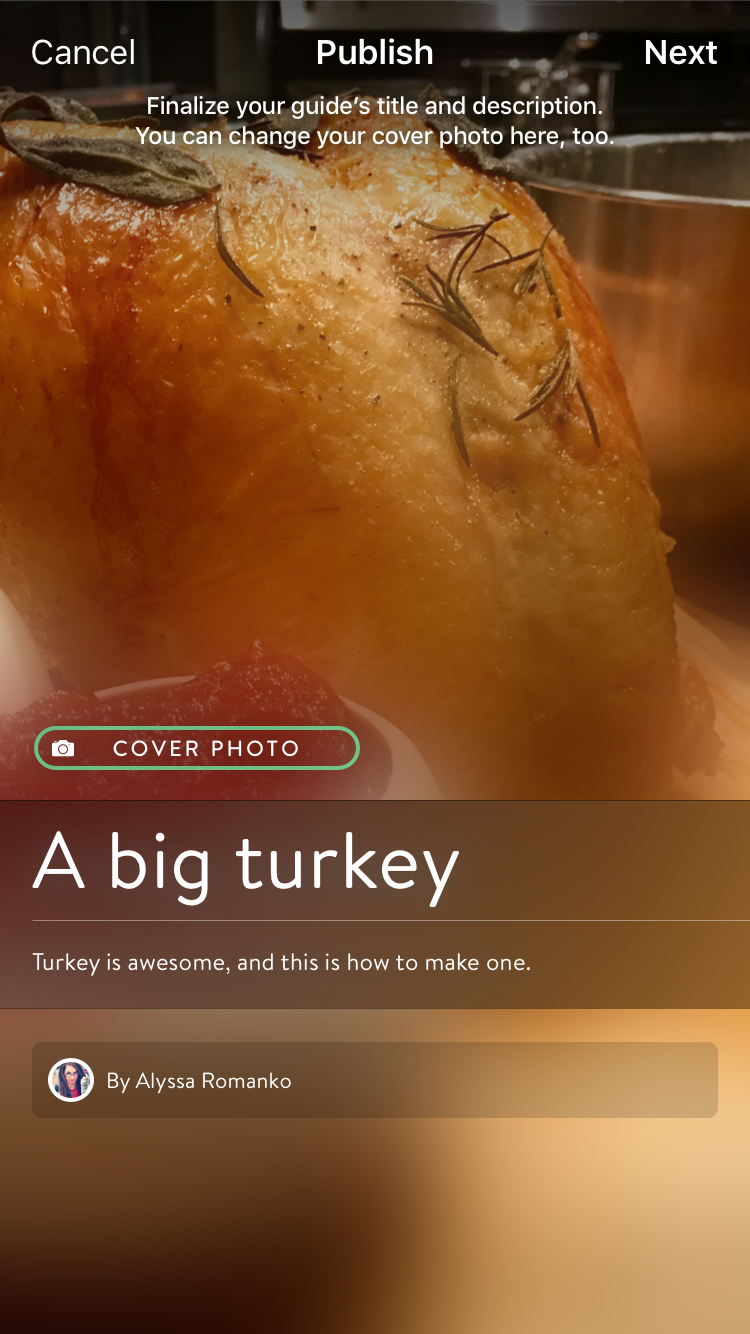 Cancel Publish Next
Finalize your guide’s title and description.
You can change your cover photo here, too.
COVER PHOTO
A big turkey
Turkey is awesome, and this is how to make one.
By Alyssa Romanko